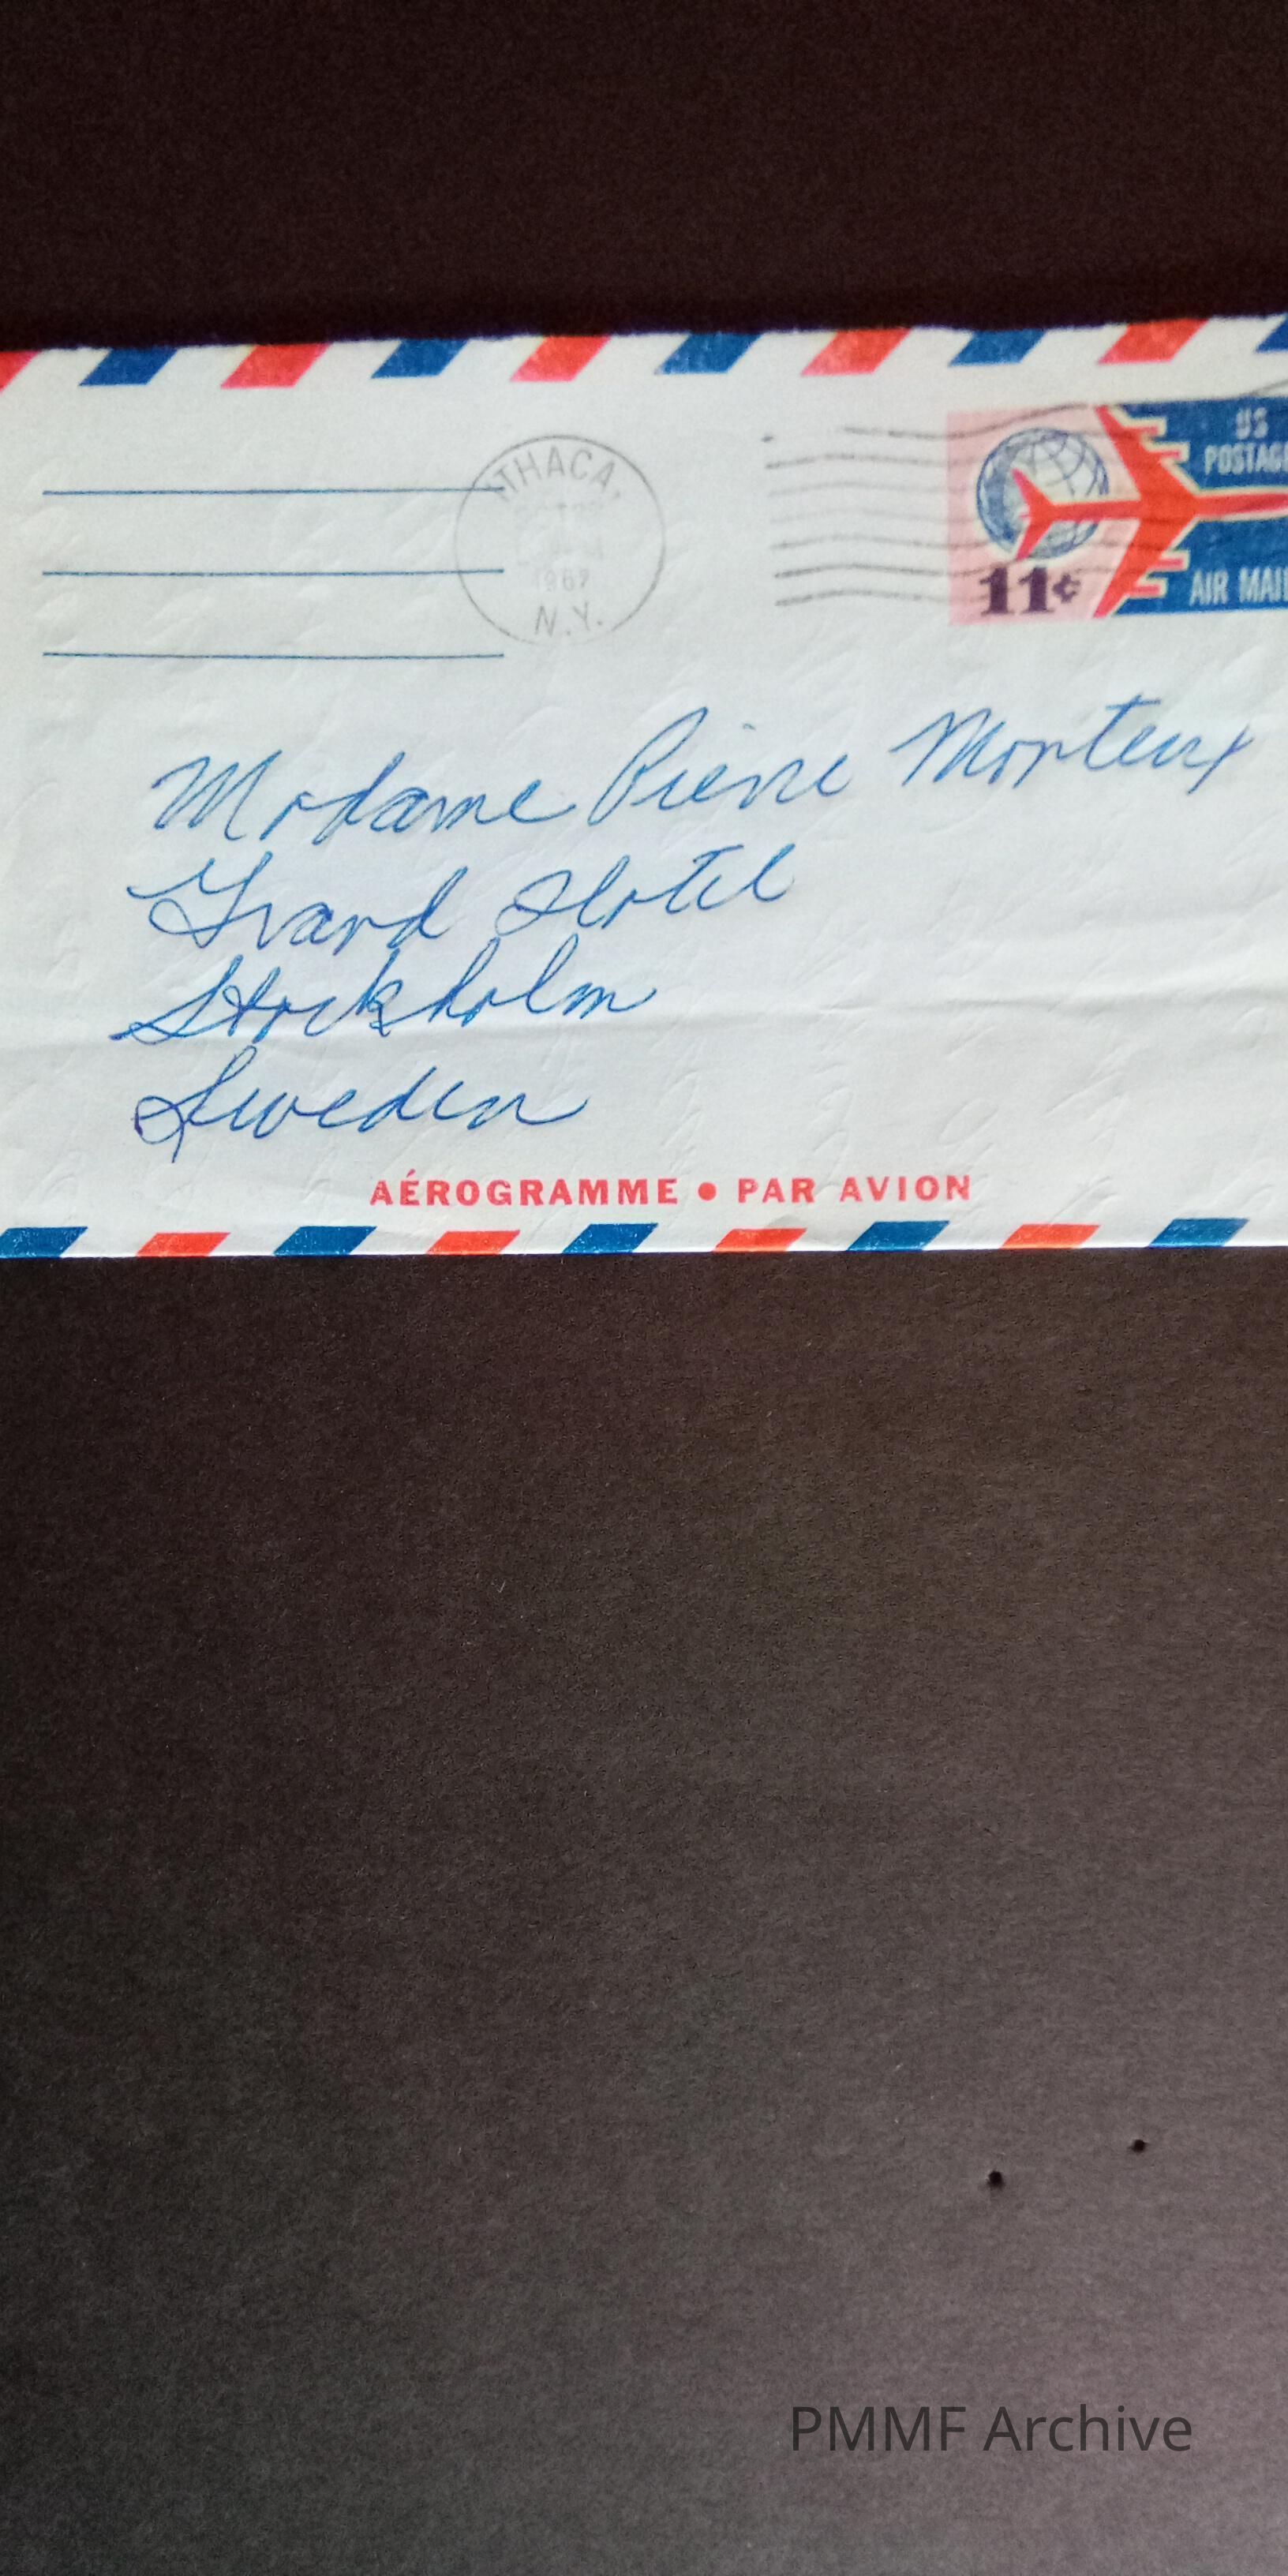 ITHACA,
1967
N.Y.
US
POSTAGE
11¢
AIR MAIL
Madame Pierre Monteux
Grand Hotel
Stockholm
Sweden
AÉROGRAMME • PAR AVION
PMMF Archive